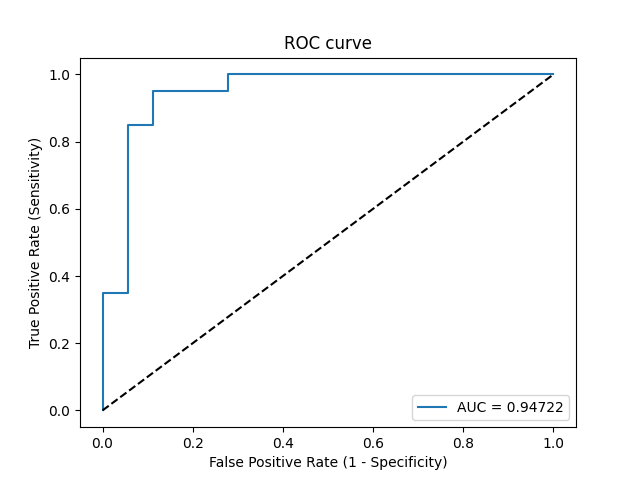 ROC curve
True Positive Rate (Sensitivity)
1.0
0.8
0.6
0.4
0.2
0.0
AUC = 0.94722
0.0 0.2 0.4 0.6 0.8 1.0
False Positive Rate (1 - Specificity)